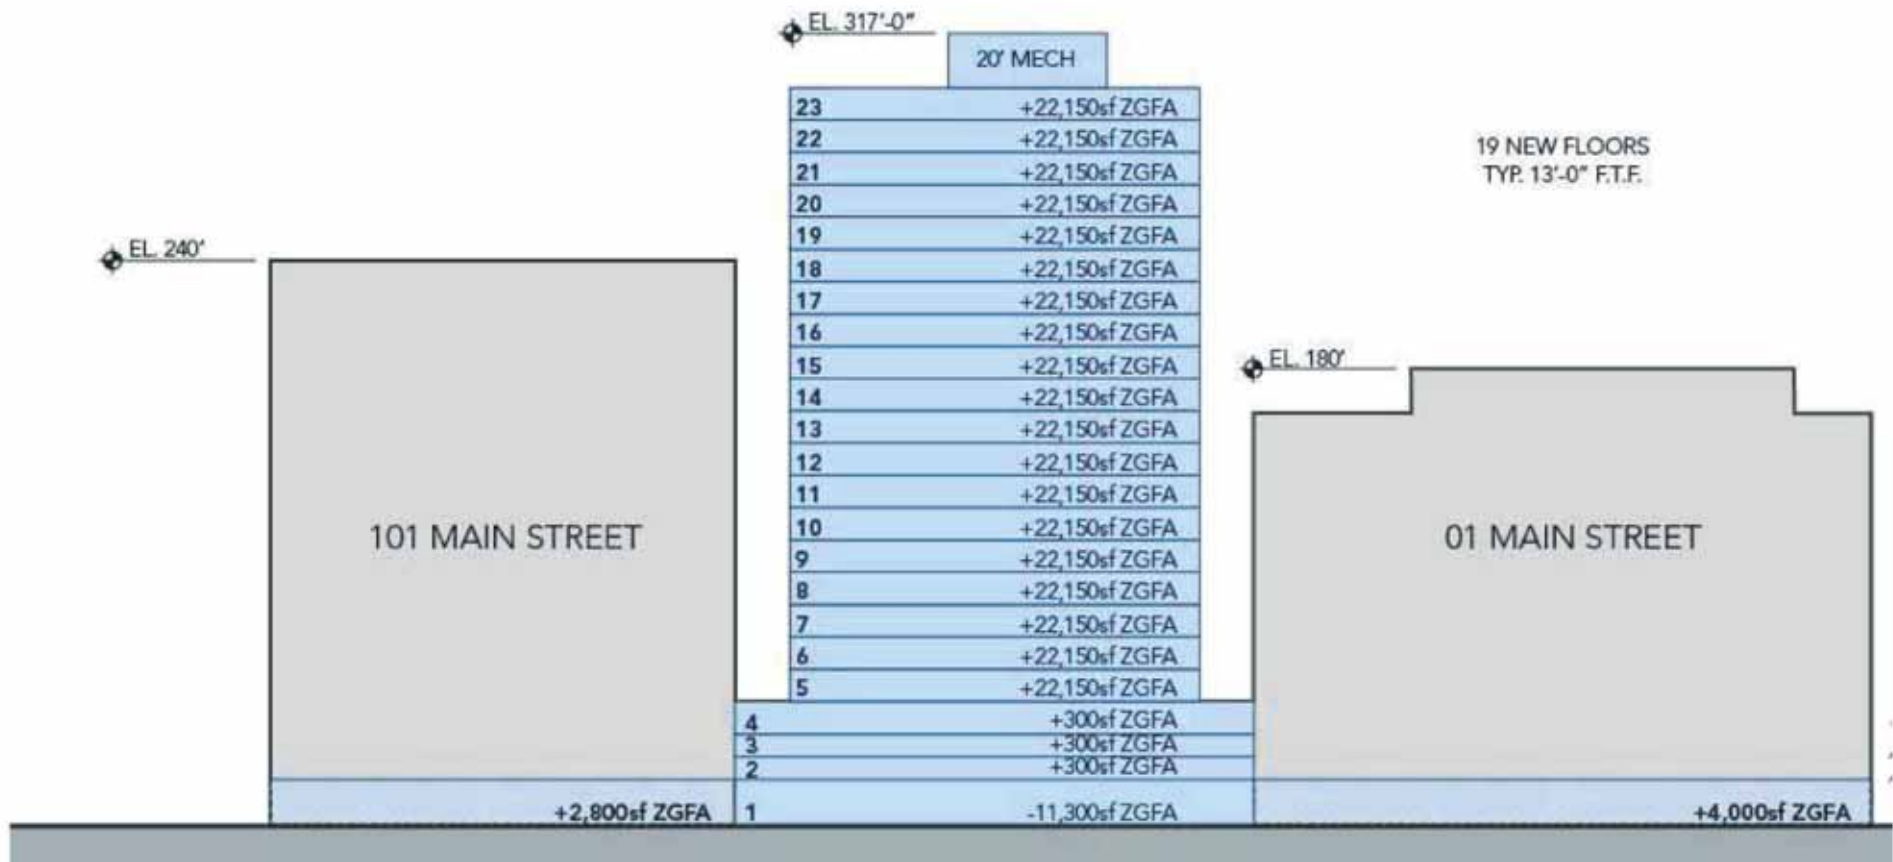 EL. 317'-0"
20' MECH
23 +22,150sf ZGFA
22 +22,150sf ZGFA
21 +22,150sf ZGFA
20 +22,150sf ZGFA
19 +22,150sf ZGFA
18 +22,150sf ZGFA
17 +22,150sf ZGFA
16 +22,150sf ZGFA
15 +22,150sf ZGFA
14 +22,150sf ZGFA
13 +22,150sf ZGFA
12 +22,150sf ZGFA
11 +22,150sf ZGFA
10 +22,150sf ZGFA
9 +22,150sf ZGFA
8 +22,150sf ZGFA
7 +22,150sf ZGFA
6 +22,150sf ZGFA
5 +22,150sf ZGFA
4 +300sf ZGFA
3 +300sf ZGFA
2 +300sf ZGFA
1 -11,300sf ZGFA
19 NEW FLOORS
TYP. 13'-0" F.T.F.
EL. 240'
101 MAIN STREET
+2,800sf ZGFA
EL. 180'
01 MAIN STREET
+4,000sf ZGFA